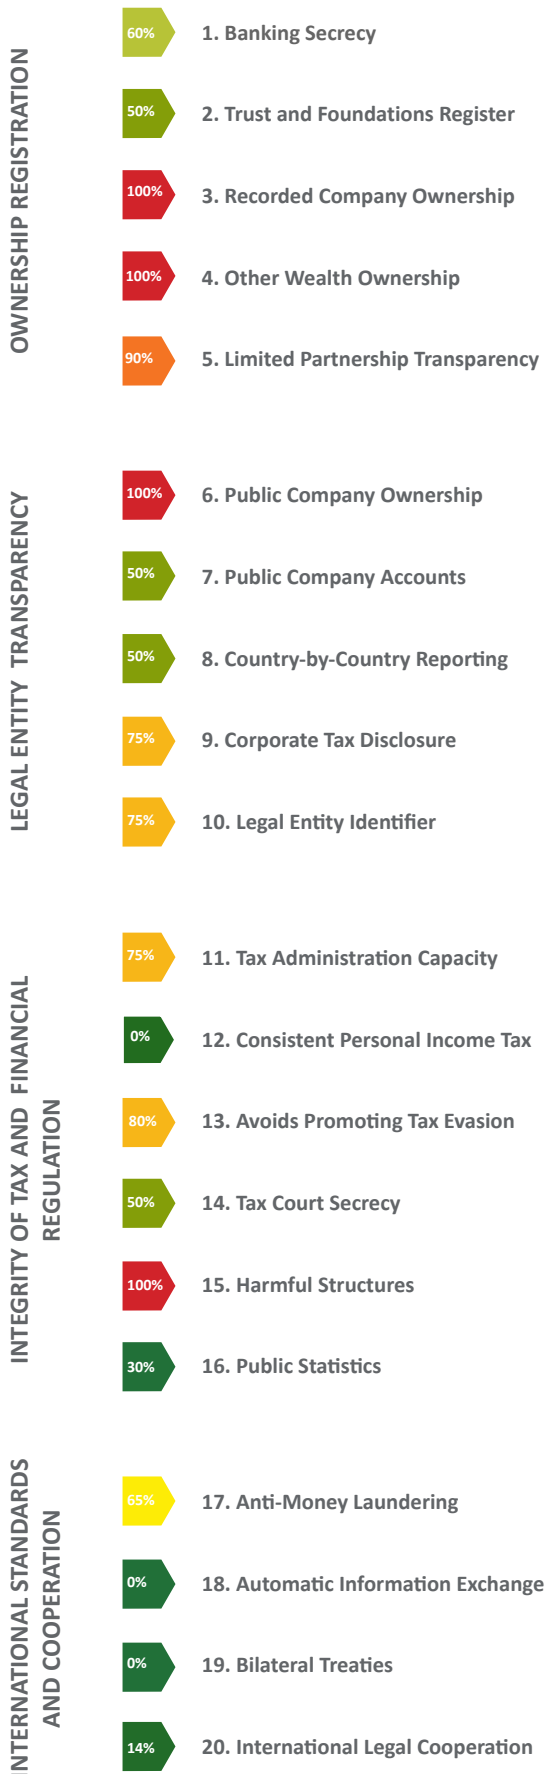 OWNERSHIP REGISTRATION
60% 1. Banking Secrecy
50% 2. Trust and Foundations Register
100% 3. Recorded Company Ownership
100% 4. Other Wealth Ownership
90% 5. Limited Partnership Transparency
LEGAL ENTITY TRANSPARENCY
100% 6. Public Company Ownership
50% 7. Public Company Accounts
50% 8. Country-by-Country Reporting
75% 9. Corporate Tax Disclosure
75% 10. Legal Entity Identifier
INTEGRITY OF TAX AND FINANCIAL
REGULATION
75% 11. Tax Administration Capacity
0% 12. Consistent Personal Income Tax
80% 13. Avoids Promoting Tax Evasion
50% 14. Tax Court Secrecy
100% 15. Harmful Structures
30% 16. Public Statistics
INTERNATIONAL STANDARDS
AND COOPERATION
65% 17. Anti-Money Laundering
0% 18. Automatic Information Exchange
0% 19. Bilateral Treaties
14% 20. International Legal Cooperation